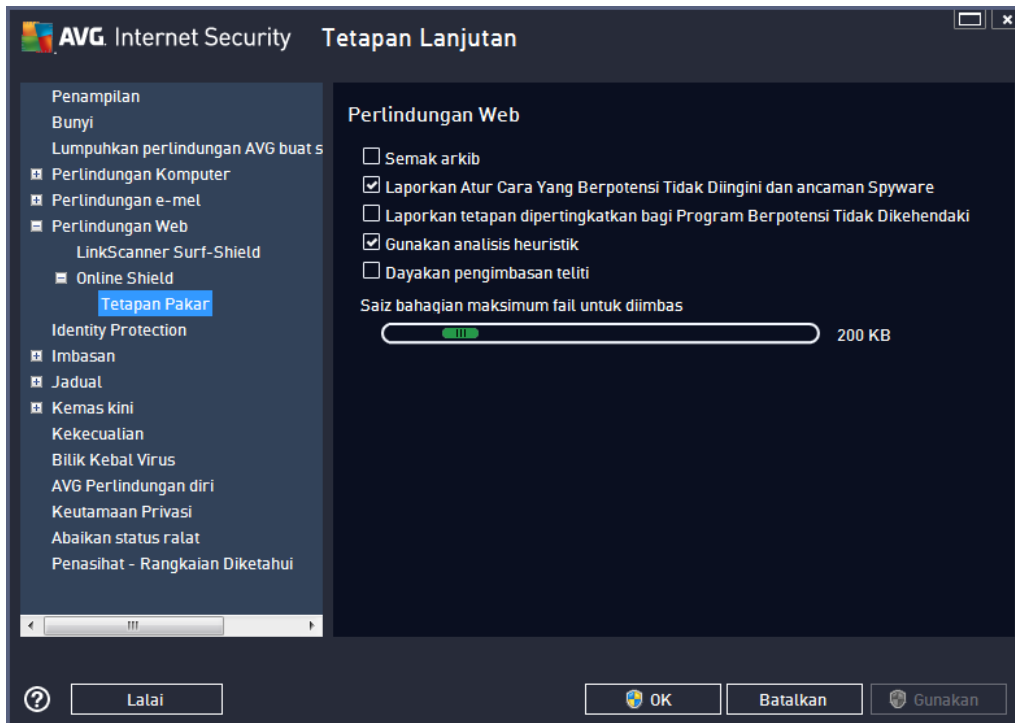 AVG. Internet Security Tetapan Lanjutan
Penampilan
Bunyi
Lumpuhkan perlindungan AVG buat s
Perlindungan Komputer
Perlindungan e-mel
Perlindungan Web
LinkScanner Surf-Shield
Online Shield
Tetapan Pakar
Identity Protection
Imbasan
Jadual
Kemas kini
Kekecualian
Bilik Kebal Virus
AVG Perlindungan diri
Keutamaan Privasi
Abaikan status ralat
Penasihat - Rangkaian Diketahui
Perlindungan Web
Semak arkib
Laporkan Atur Cara Yang Berpotensi Tidak Diingini dan ancaman Spyware
Laporkan tetapan dipertingkatkan bagi Program Berpotensi Tidak Dikehendaki
Gunakan analisis heuristik
Dayakan pengimbasan teliti
Saiz bahagian maksimum fail untuk diimbas
200 KB
Lalai
OK
Batalkan
Gunakan